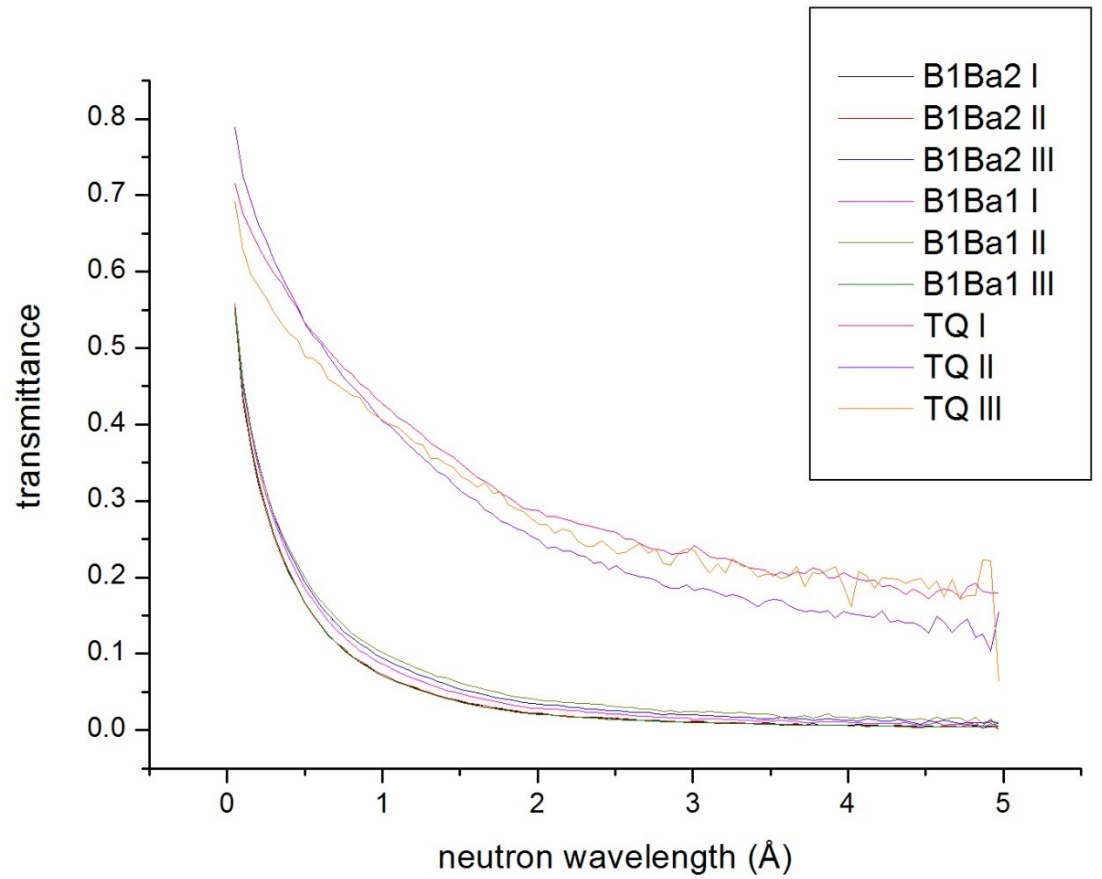 B1Ba2 I
B1Ba2 II
B1Ba2 III
B1Ba1 I
B1Ba1 II
B1Ba1 III
TQ I
TQ II
TQ III
transmittance
0.8
0.7
0.6
0.5
0.4
0.3
0.2
0.1
0.0
0 1 2 3 4 5
neutron wavelength (Å)